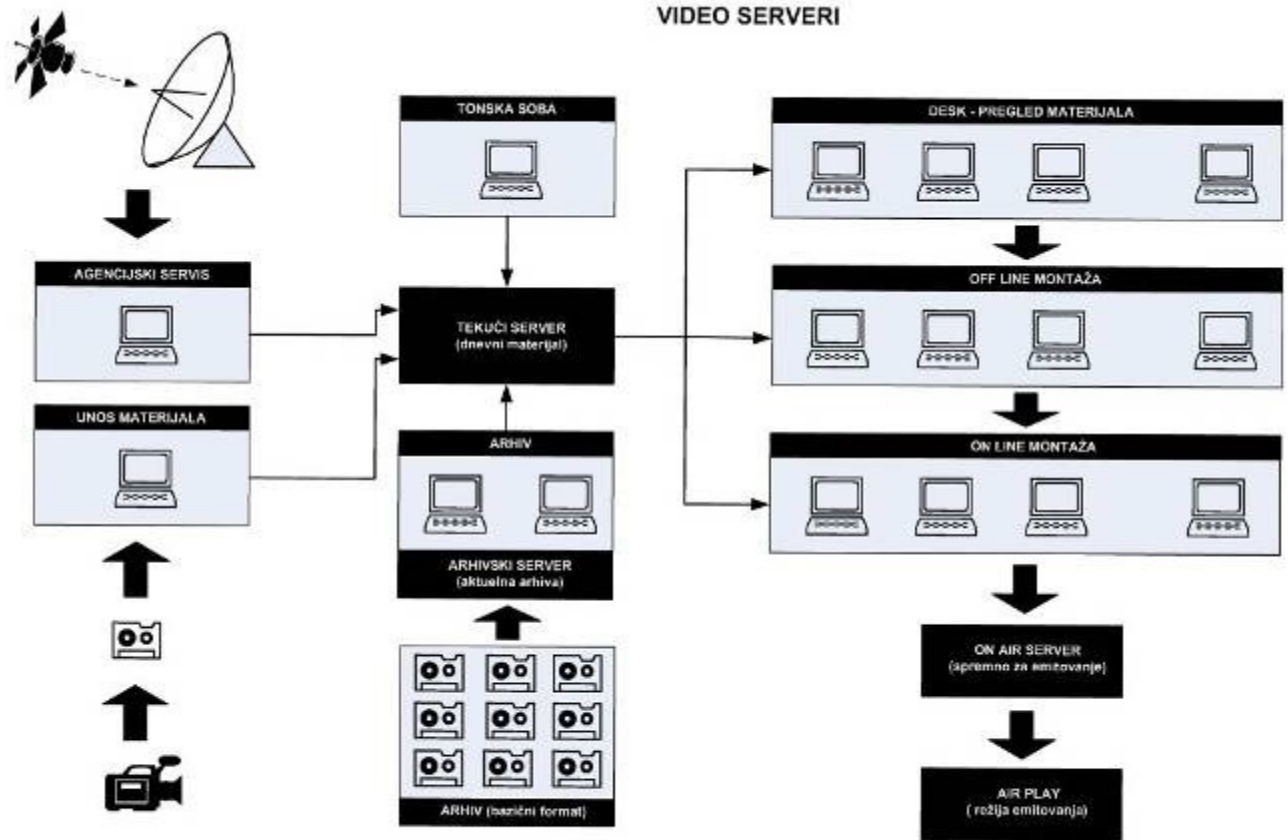 VIDEO SERVERI
TONSKA SOBA
DESK - PREGLED MATERIJALA
AGENCIJSKI SERVIS
TEKUĆI SERVER
(dnevni materijal)
OFF LINE MONTAŽA
UNOS MATERIJALA
ARHIV
ON LINE MONTAŽA
ARHIVSKI SERVER
(aktuelna arhiva)
ON AIR SERVER
(spremno za emitovanje)
ARHIV (bazični format)
AIR PLAY
( režija emitovanja)